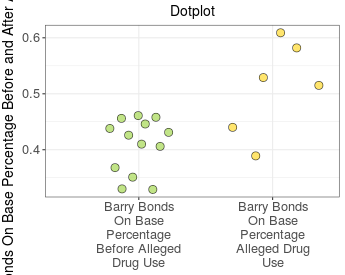 Dotplot
onds On Base Percentage Before and After
0.6
0.5
0.4
Barry Bonds
On Base
Percentage
Before Alleged
Drug Use
Barry Bonds
On Base
Percentage
Alleged Drug
Use